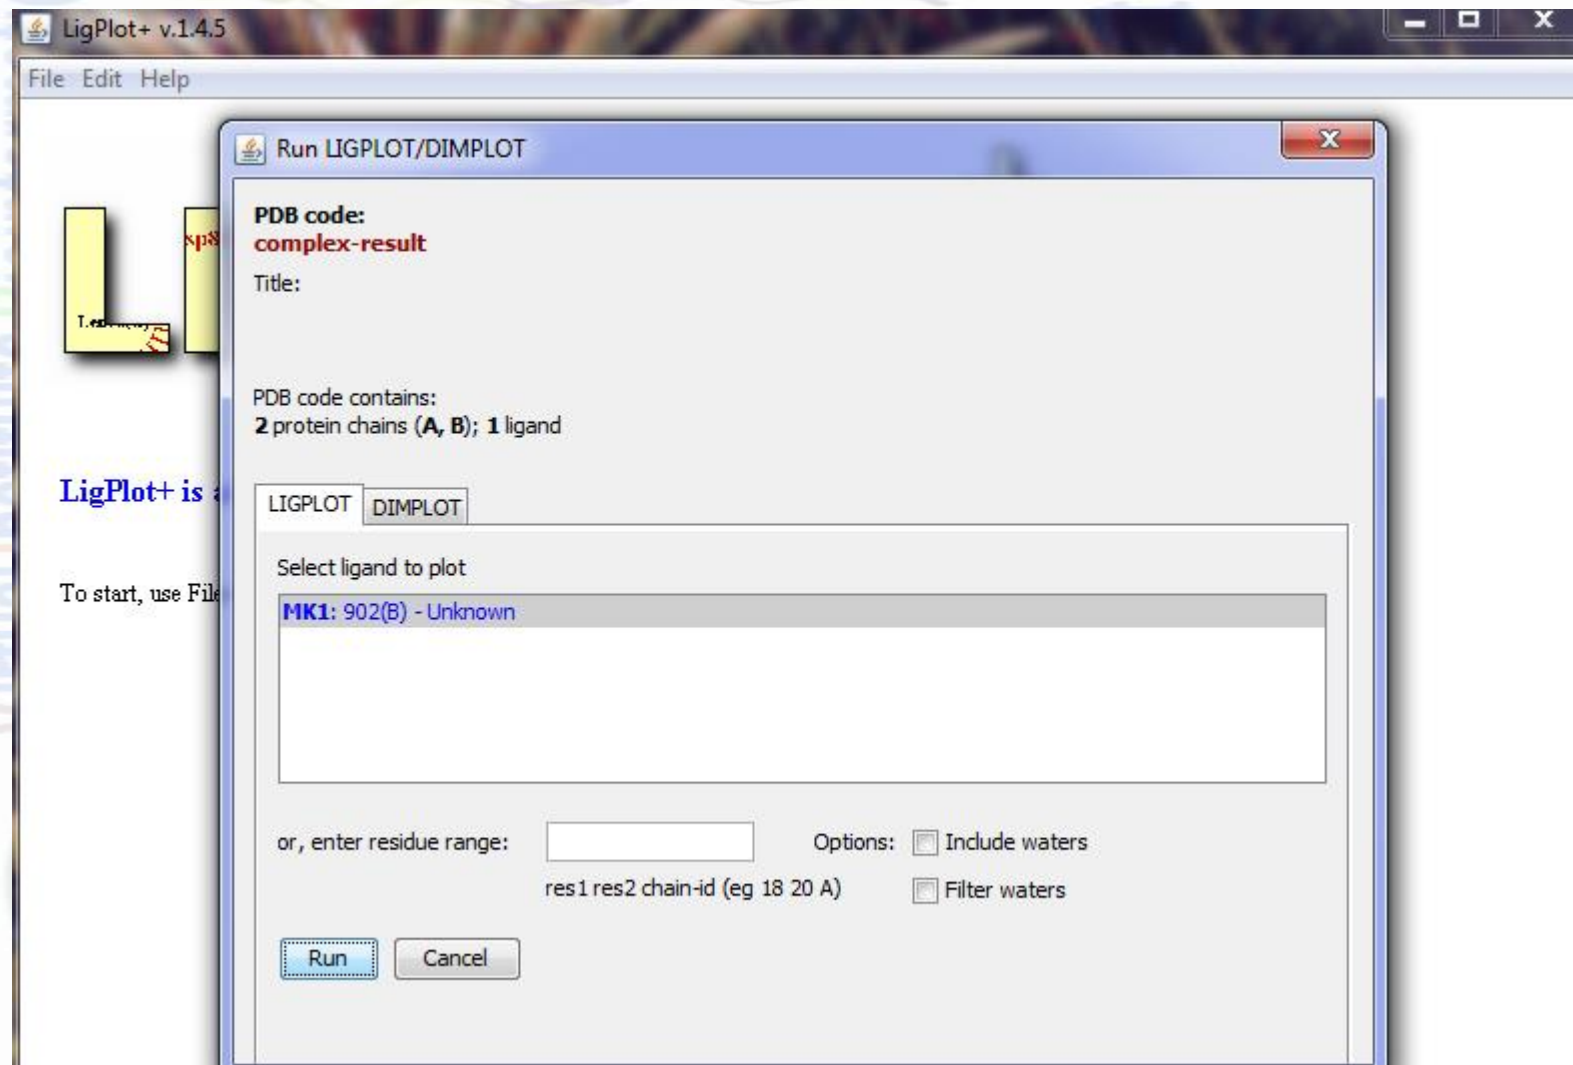 LigPlot+ v.1.4.5
File Edit Help
Run LIGPLOT/DIMPLOT
PDB code:
complex-result
Title:
PDB code contains:
2 protein chains (A, B); 1 ligand
LigPlot+ is
LIGPLOT DIMPLOT
Select ligand to plot
To start, use File
MK1: 902(B) - Unknown
or, enter residue range: Options: Include waters
res1 res2 chain-id (eg 18 20 A) Filter waters
Run Cancel